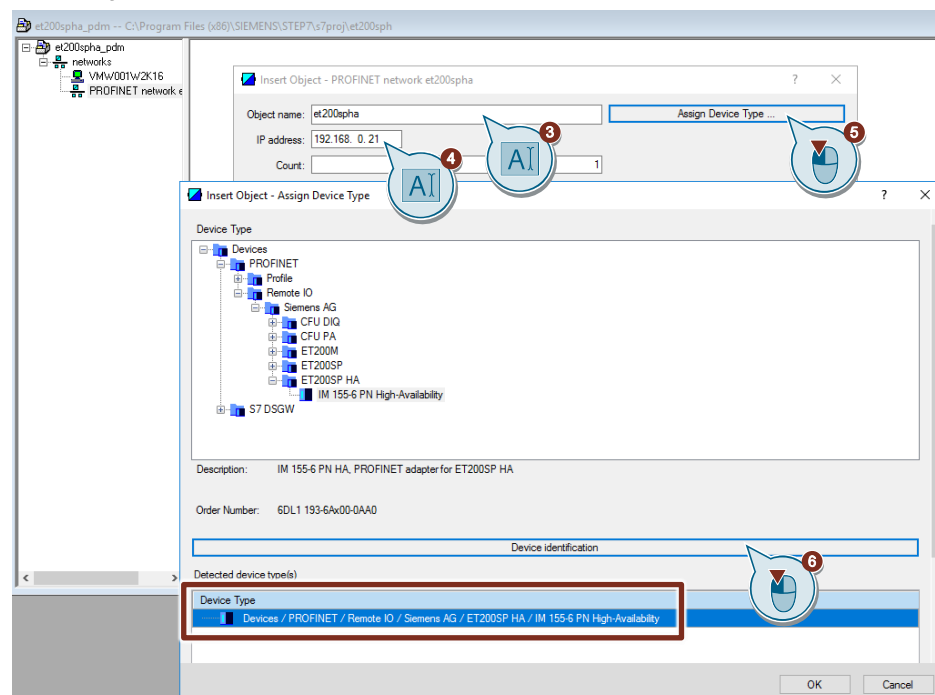 et200spha_pdm -- C:\Program Files (x86)\SIEMENS\STEP7\s7proj\et200sph
et200spha_pdm
networks
VMW001W2K16
PROFINET network e
Insert Object - PROFINET network et200spha
? ×
Object name: et200spha
Assign Device Type ...
IP address: 192.168. 0. 21
Count: 1
3
AI
4
AI
5
Insert Object - Assign Device Type
? ×
Device Type
Devices
PROFINET
Profile
Remote IO
Siemens AG
CFU DIQ
CFU PA
ET200M
ET200SP
ET200SP HA
IM 155-6 PN High-Availability
S7 DSGW
Description: IM 155-6 PN HA, PROFINET adapter for ET200SP HA
Order Number: 6DL1 193-6Ax00-0AA0
Device identification
6
Detected device type(s)
Device Type
Devices / PROFINET / Remote IO / Siemens AG / ET200SP HA / IM 155-6 PN High-Availability
OK Cancel